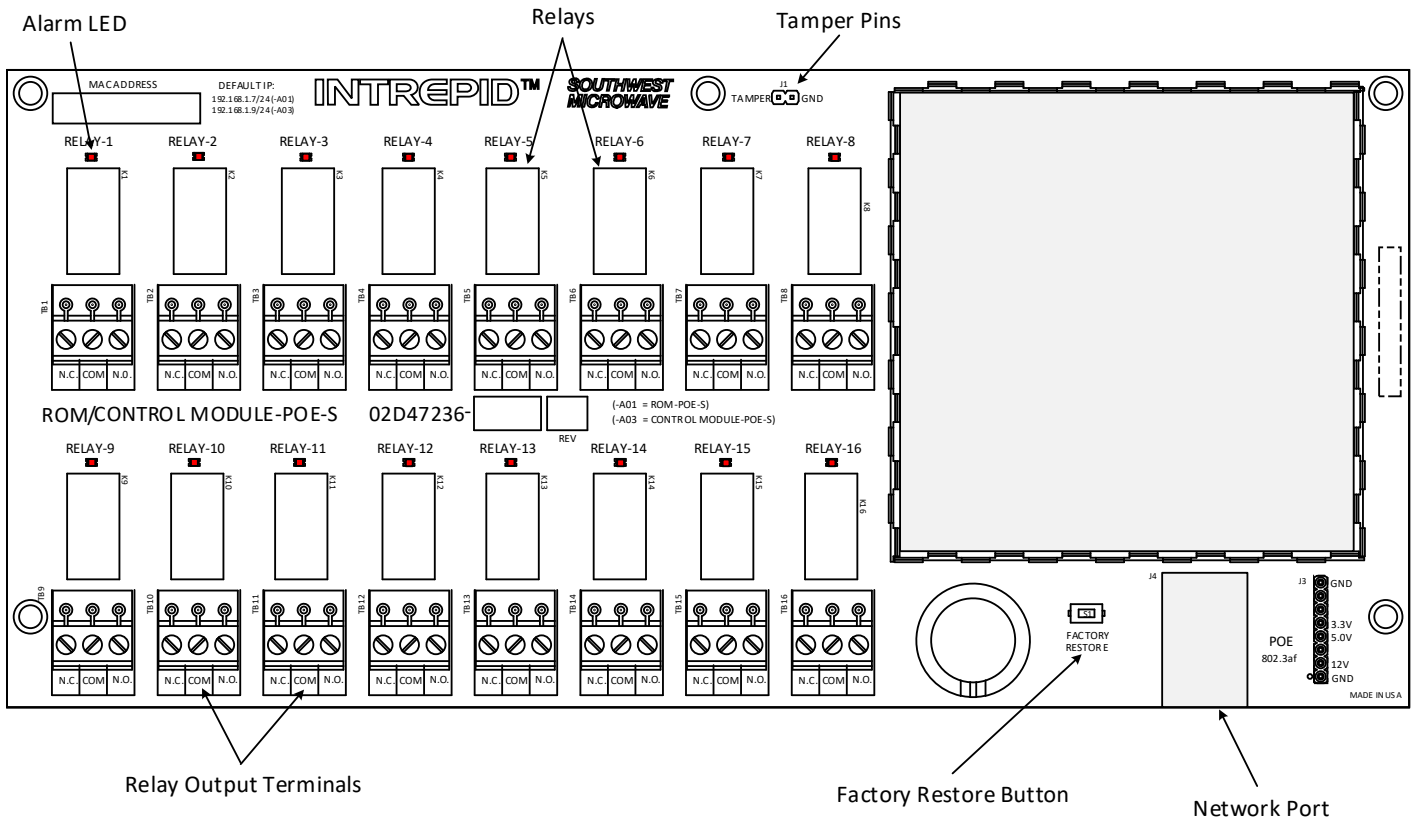 Alarm LED
Relays
Tamper Pins
MAC ADDRESS
DEFAULT IP:
192.168.1.7/24 (-A01)
192.168.1.9/24 (-A03)
INTREPID™
SOUTHWEST
MICROWAVE
J1
TAMPER GND
RELAY-1 RELAY-2 RELAY-3 RELAY-4 RELAY-5 RELAY-6 RELAY-7 RELAY-8
K1 K2 K3 K4 K5 K6 K7 K8
TB1 TB2 TB3 TB4 TB5 TB6 TB7 TB8
N.C. COM N.O. N.C. COM N.O. N.C. COM N.O. N.C. COM N.O. N.C. COM N.O. N.C. COM N.O. N.C. COM N.O. N.C. COM N.O.
ROM/CONTROL MODULE-POE-S 02D47236-
REV
(-A01 = ROM-POE-S)
(-A03 = CONTROL MODULE-POE-S)
RELAY-9 RELAY-10 RELAY-11 RELAY-12 RELAY-13 RELAY-14 RELAY-15 RELAY-16
K9 K10 K11 K12 K13 K14 K15 K16
TB9 TB10 TB11 TB12 TB13 TB14 TB15 TB16
N.C. COM N.O. N.C. COM N.O. N.C. COM N.O. N.C. COM N.O. N.C. COM N.O. N.C. COM N.O. N.C. COM N.O. N.C. COM N.O.
S1
FACTORY
RESTORE
J4
POE
802.3af
J3
GND
3.3V
5.0V
12V
GND
MADE IN USA
Relay Output Terminals
Factory Restore Button
Network Port